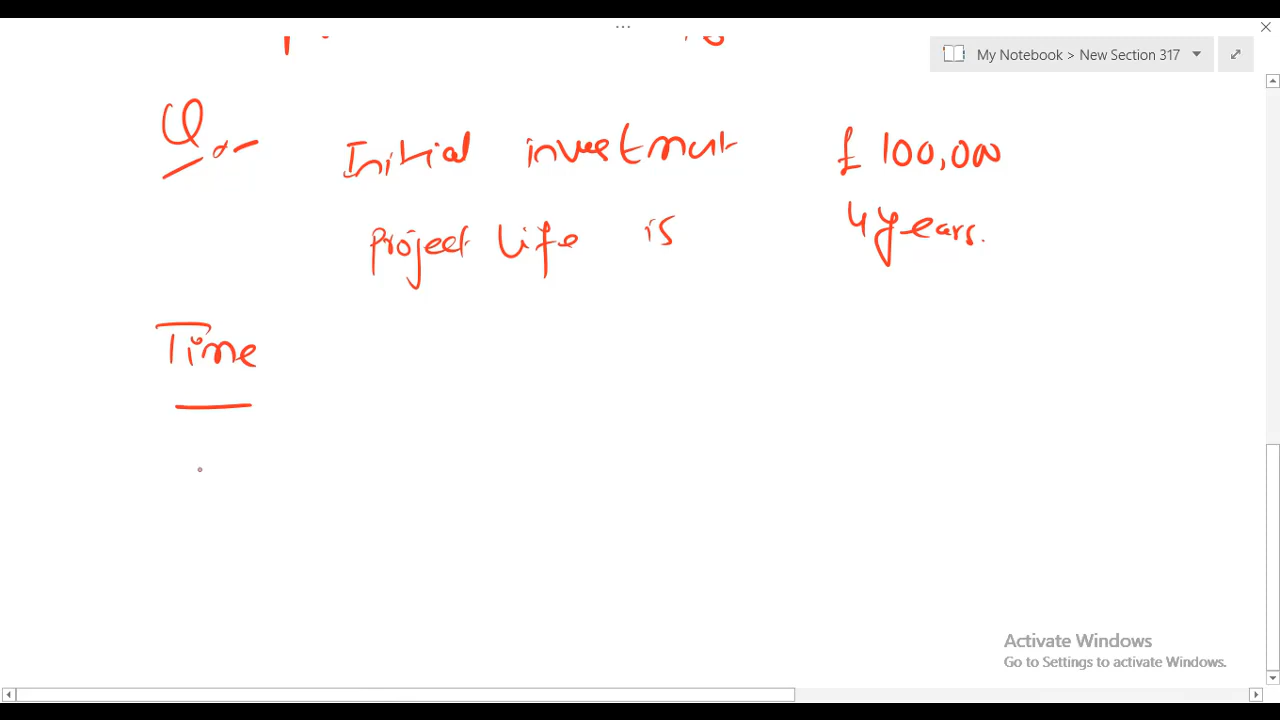 My Notebook > New Section 317
Q
Initial investment £ 100,000
project life is 4 years.
Time
Activate Windows
Go to Settings to activate Windows.